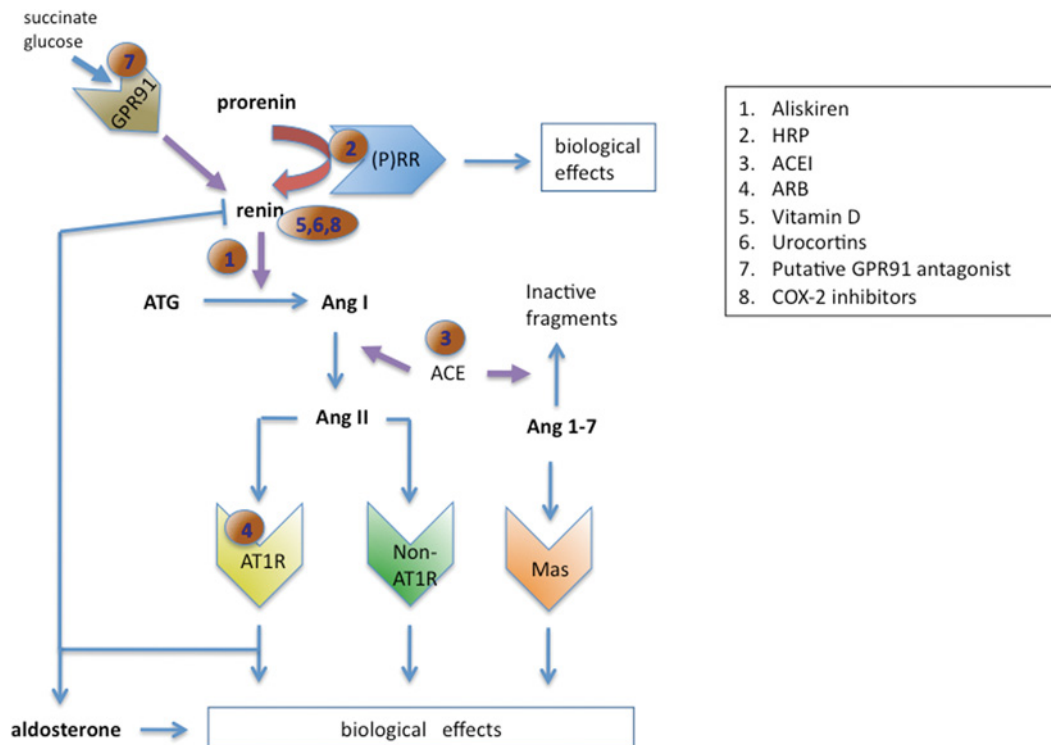 succinate
glucose
7
GPR91
prorenin
2
(P)RR
biological
effects
renin
5,6,8
1
ATG
Ang I
Inactive
fragments
3
ACE
Ang II
Ang 1-7
4
AT1R
Non-
AT1R
Mas
aldosterone
biological effects
1. Aliskiren
2. HRP
3. ACEI
4. ARB
5. Vitamin D
6. Urocortins
7. Putative GPR91 antagonist
8. COX-2 inhibitors